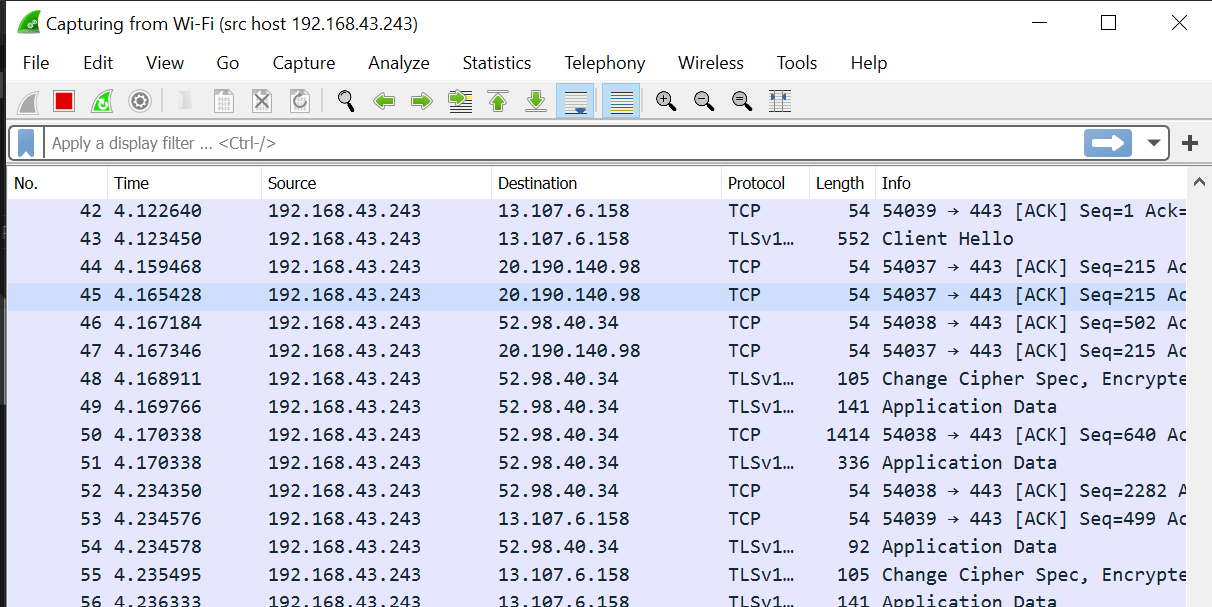 Capturing from Wi-Fi (src host 192.168.43.243)
File Edit View Go Capture Analyze Statistics Telephony Wireless Tools Help
Apply a display filter ... <Ctrl-/>
No. Time Source Destination Protocol Length Info
42 4.122640 192.168.43.243 13.107.6.158 TCP 54 54039 → 443 [ACK] Seq=1 Ack=
43 4.123450 192.168.43.243 13.107.6.158 TLSv1… 552 Client Hello
44 4.159468 192.168.43.243 20.190.140.98 TCP 54 54037 → 443 [ACK] Seq=215 Ac
45 4.165428 192.168.43.243 20.190.140.98 TCP 54 54037 → 443 [ACK] Seq=215 Ac
46 4.167184 192.168.43.243 52.98.40.34 TCP 54 54038 → 443 [ACK] Seq=502 Ac
47 4.167346 192.168.43.243 20.190.140.98 TCP 54 54037 → 443 [ACK] Seq=215 Ac
48 4.168911 192.168.43.243 52.98.40.34 TLSv1… 105 Change Cipher Spec, Encrypte
49 4.169766 192.168.43.243 52.98.40.34 TLSv1… 141 Application Data
50 4.170338 192.168.43.243 52.98.40.34 TCP 1414 54038 → 443 [ACK] Seq=640 Ac
51 4.170338 192.168.43.243 52.98.40.34 TLSv1… 336 Application Data
52 4.234350 192.168.43.243 52.98.40.34 TCP 54 54038 → 443 [ACK] Seq=2282 A
53 4.234576 192.168.43.243 13.107.6.158 TCP 54 54039 → 443 [ACK] Seq=499 Ac
54 4.234578 192.168.43.243 52.98.40.34 TLSv1… 92 Application Data
55 4.235495 192.168.43.243 13.107.6.158 TLSv1… 105 Change Cipher Spec, Encrypte
56 4.236333 192.168.43.243 13.107.6.158 TLSv1… 141 Application Data